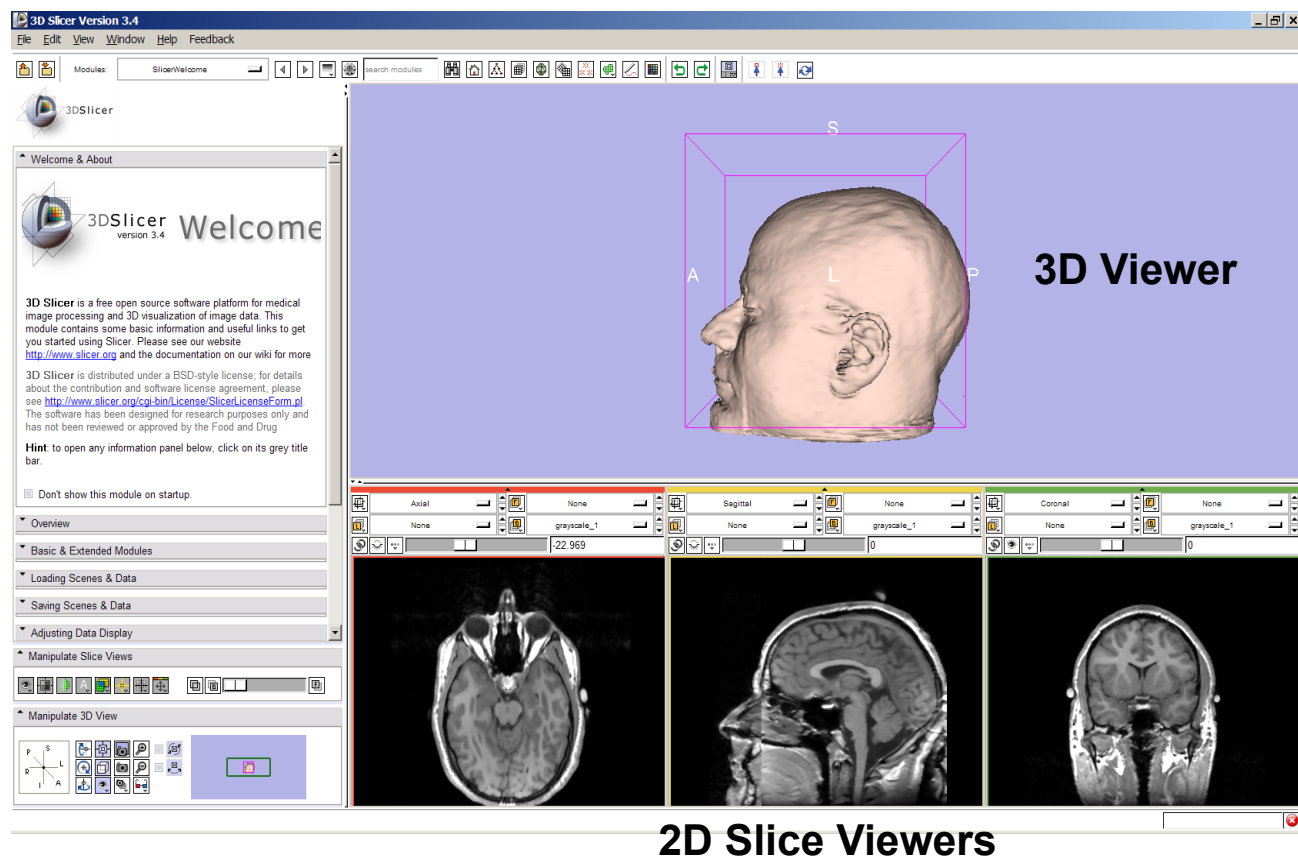 3D Slicer Version 3.4
File Edit View Window Help Feedback
Modules: SlicerWelcome search modules
3DSlicer
Welcome & About
3DSlicer
version 3.4
Welcome
3D Slicer is a free open source software platform for medical
image processing and 3D visualization of image data. This
module contains some basic information and useful links to get
you started using Slicer. Please see our website
http://www.slicer.org and the documentation on our wiki for more
3D Slicer is distributed under a BSD-style license; for details
about the contribution and software license agreement, please
see http://www.slicer.org/cgi-bin/License/SlicerLicenseForm.pl.
The software has been designed for research purposes only and
has not been reviewed or approved by the Food and Drug
Hint: to open any information panel below, click on its grey title
bar.
Don't show this module on startup.
Overview
Basic & Extended Modules
Loading Scenes & Data
Saving Scenes & Data
Adjusting Data Display
Manipulate Slice Views
Manipulate 3D View
P S
R L
I A
S
A L P
3D Viewer
Axial None
None grayscale_1
-22.969
Sagittal None
None grayscale_1
0
Coronal None
None grayscale_1
0
2D Slice Viewers